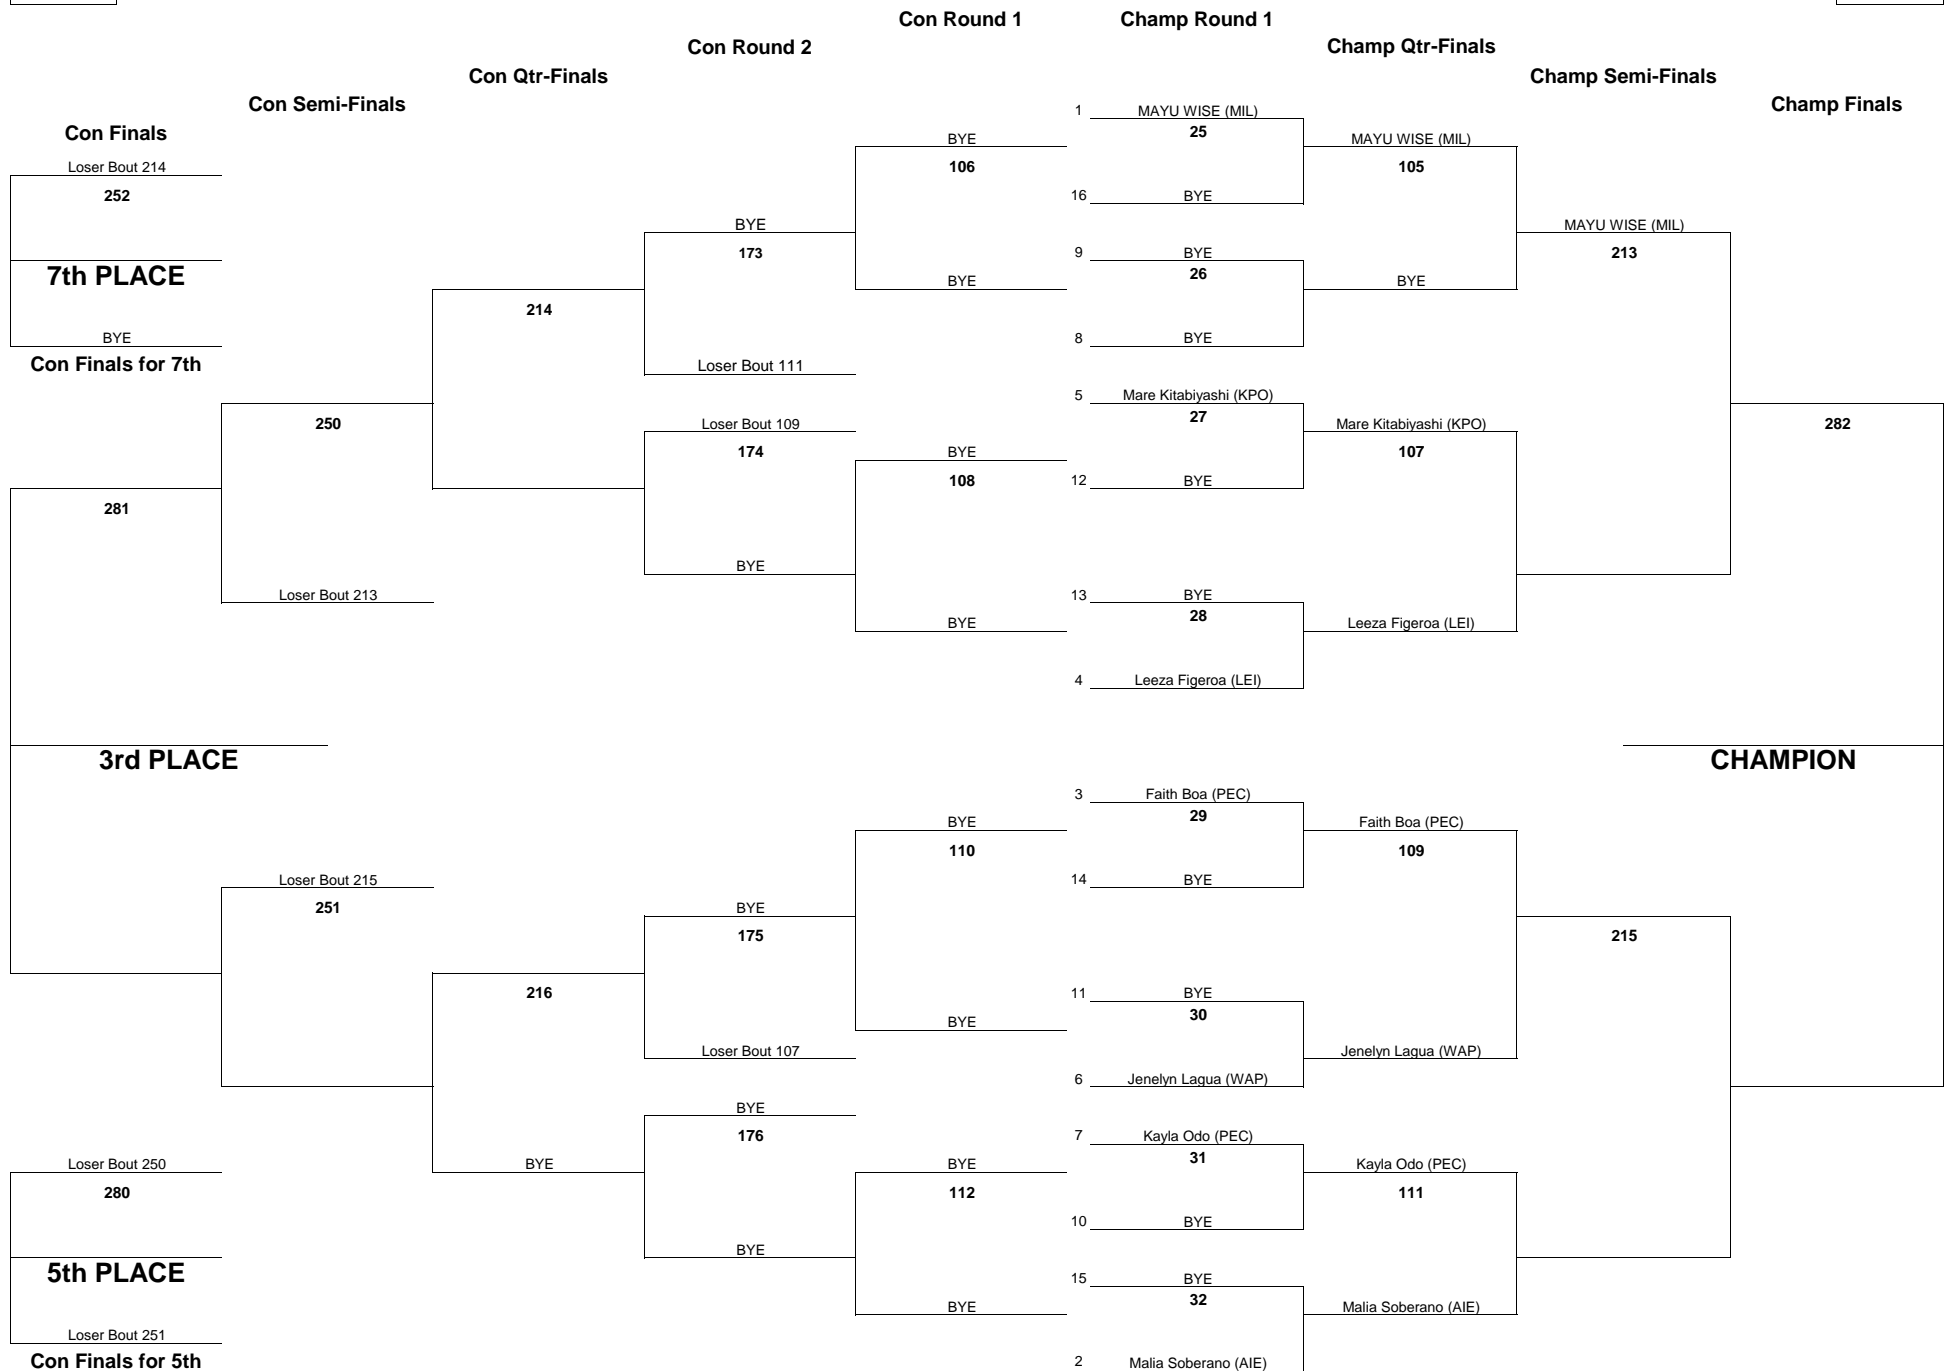 Con Round 1
Champ Round 1
Con Round 2
Champ Qtr-Finals
Con Qtr-Finals
Champ Semi-Finals
Con Semi-Finals
Champ Finals
Con Finals
1 MAYU WISE (MIL)
25
16 BYE
9 BYE
26
8 BYE
5 Mare Kitabiyashi (KPO)
27
12 BYE
13 BYE
28
4 Leeza Figeroa (LEI)
3 Faith Boa (PEC)
29
14 BYE
11 BYE
30
6 Jenelyn Lagua (WAP)
7 Kayla Odo (PEC)
31
10 BYE
15 BYE
32
2 Malia Soberano (AIE)
MAYU WISE (MIL)
105
BYE
Mare Kitabiyashi (KPO)
107
Leeza Figeroa (LEI)
Faith Boa (PEC)
109
Jenelyn Lagua (WAP)
Kayla Odo (PEC)
111
Malia Soberano (AIE)
MAYU WISE (MIL)
213
215
282
CHAMPION
BYE
106
BYE
BYE
108
BYE
BYE
110
BYE
BYE
112
BYE
BYE
173
Loser Bout 111
Loser Bout 109
174
BYE
BYE
175
Loser Bout 107
BYE
176
BYE
214
216
BYE
250
Loser Bout 213
Loser Bout 215
251
Loser Bout 214
252
7th PLACE
BYE
Con Finals for 7th
281
3rd PLACE
Loser Bout 250
280
5th PLACE
Loser Bout 251
Con Finals for 5th